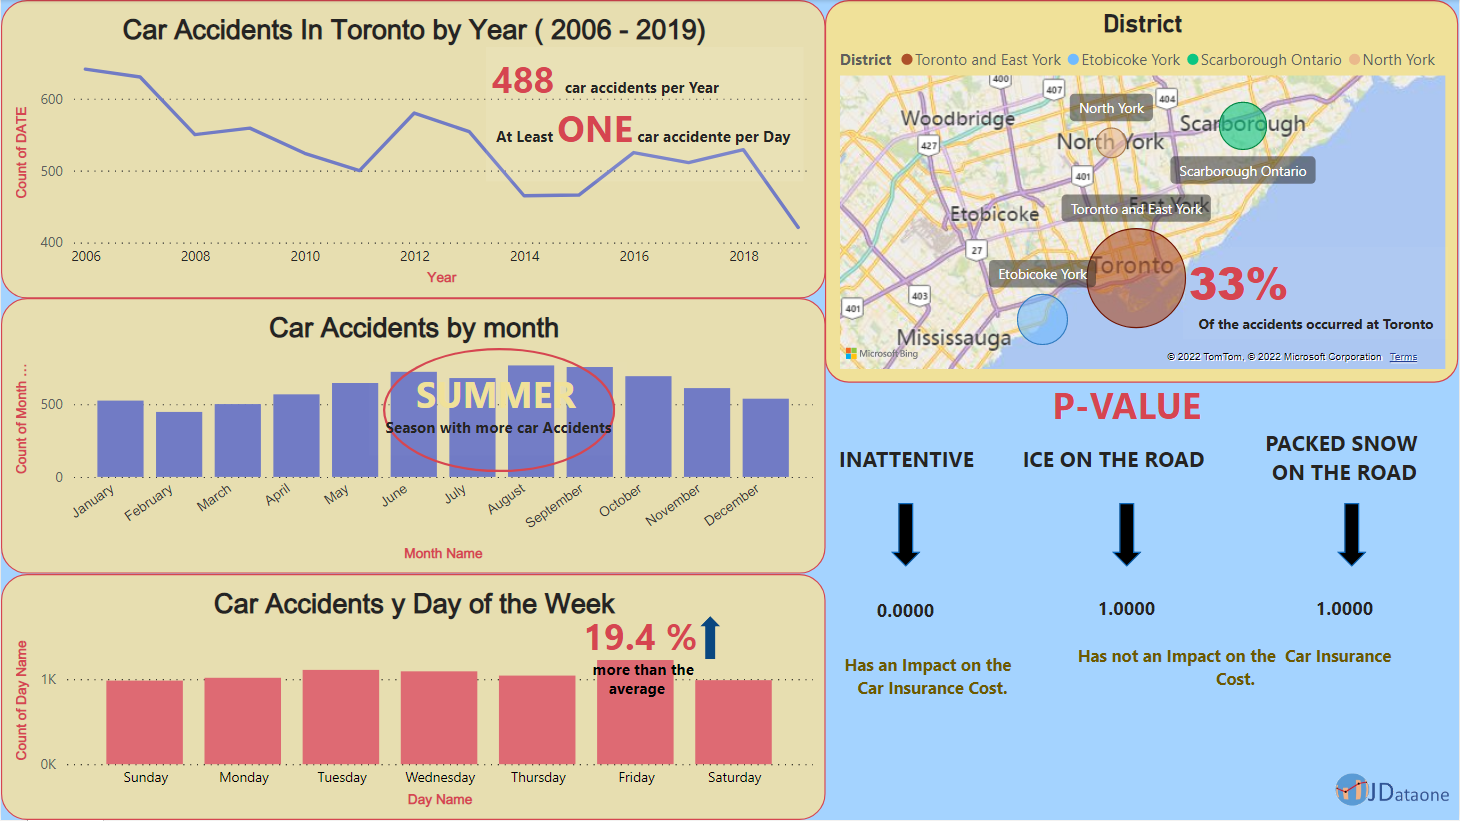 Car Accidents In Toronto by Year ( 2006 - 2019)
488 car accidents per Year
At Least ONE car accidente per Day
Count of DATE
600
500
400
2006 2008 2010 2012 2014 2016 2018
Year
Car Accidents by month
SUMMER
Season with more car Accidents
Count of Month ...
500
0
January February March April May June July August September October November December
Month Name
Car Accidents y Day of the Week
19.4 %
more than the
average
Count of Day Name
1K
0K
Sunday Monday Tuesday Wednesday Thursday Friday Saturday
Day Name
District
District Toronto and East York Etobicoke York Scarborough Ontario North York
400
407
404
North York
Woodbridge
Scarborough
427
North York
401
Scarborough Ontario
East York
Toronto and East York
Etobicoke
27
Toronto
Etobicoke York
33%
403
401
Of the accidents occurred at Toronto
Mississauga
Microsoft Bing
© 2022 TomTom, © 2022 Microsoft Corporation Terms
P-VALUE
INATTENTIVE
ICE ON THE ROAD
PACKED SNOW
ON THE ROAD
0.0000
1.0000
1.0000
Has an Impact on the
Car Insurance Cost.
Has not an Impact on the Car Insurance
Cost.
JDataone